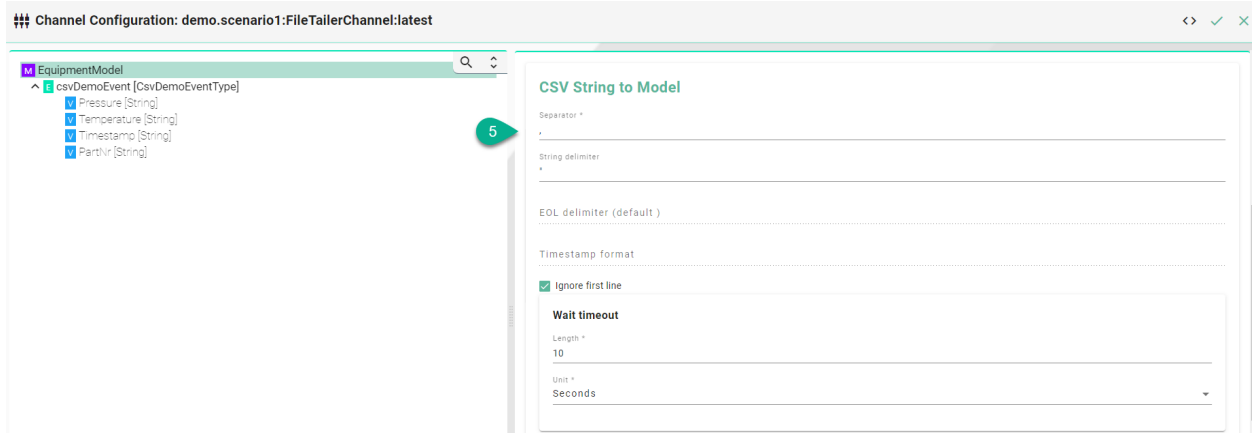 Channel Configuration: demo.scenario1:FileTailerChannel:latest
M EquipmentModel
E csvDemoEvent [CsvDemoEventType]
V Pressure [String]
V Temperature [String]
V Timestamp [String]
V PartNr [String]
CSV String to Model
Separator *
5
,
String delimiter
"
EOL delimiter (default )
Timestamp format
Ignore first line
Wait timeout
Length *
10
Unit *
Seconds